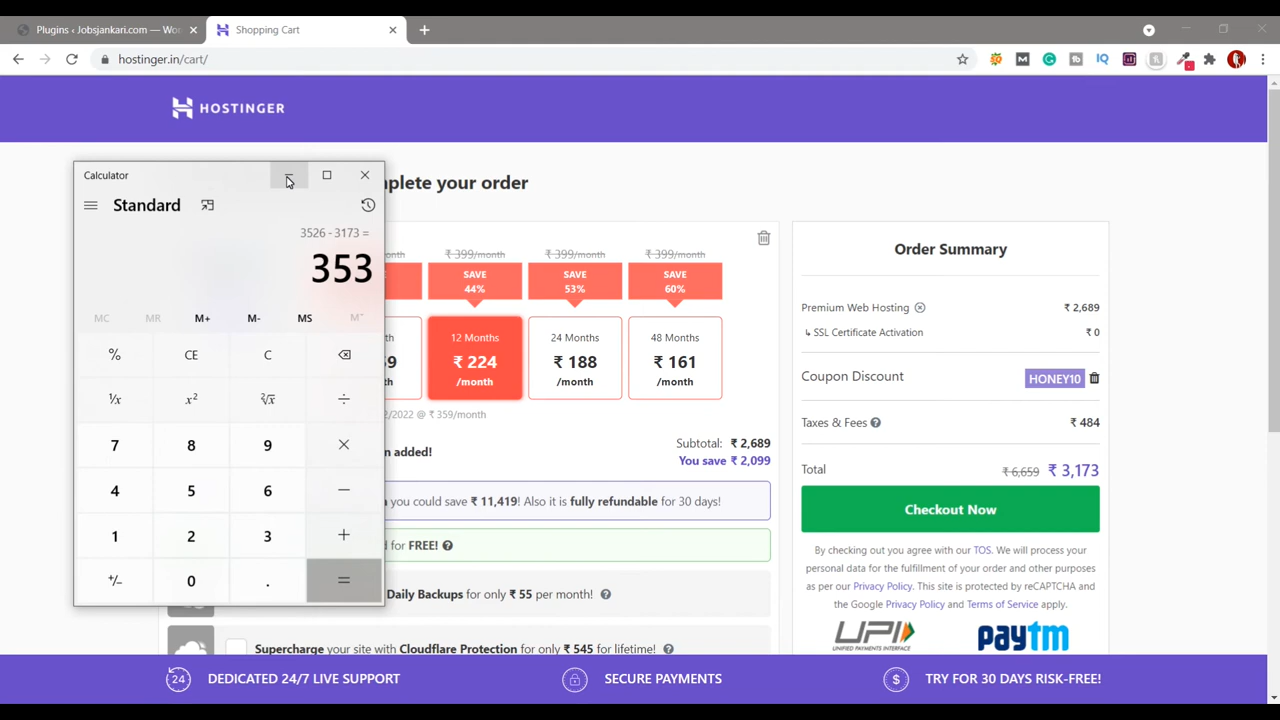 Plugins ‹ Jobsjankari.com — Wo
Shopping Cart
hostinger.in/cart/
HOSTINGER
Calculator
Standard
3526 - 3173 =
353
MC MR M+ M- MS M˅
% CE C
¹/x x² ²√x ÷
7 8 9 ×
4 5 6 −
1 2 3 +
+/− 0 . =
plete your order
onth ₹ 399/month ₹ 399/month ₹ 399/month
SAVE SAVE SAVE
44% 53% 60%
th 12 Months 24 Months 48 Months
59 ₹ 224 ₹ 188 ₹ 161
/month /month /month
2/2022 @ ₹ 359/month
n added!
Subtotal: ₹ 2,689
You save ₹ 2,099
you could save ₹ 11,419! Also it is fully refundable for 30 days!
d for FREE!
Daily Backups for only ₹ 55 per month!
Supercharge your site with Cloudflare Protection for only ₹ 545 for lifetime!
Order Summary
Premium Web Hosting ₹ 2,689
↳ SSL Certificate Activation ₹ 0
Coupon Discount HONEY10
Taxes & Fees ₹ 484
Total ₹ 6,659 ₹ 3,173
Checkout Now
By checking out you agree with our TOS. We will process your
personal data for the fulfillment of your order and other purposes
as per our Privacy Policy. This site is protected by reCAPTCHA and
the Google Privacy Policy and Terms of Service apply.
UPI
UNIFIED PAYMENTS INTERFACE
paytm
24 DEDICATED 24/7 LIVE SUPPORT
SECURE PAYMENTS
$ TRY FOR 30 DAYS RISK-FREE!